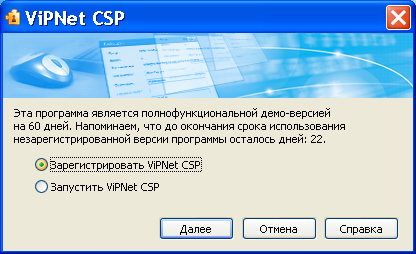 ViPNet CSP
Эта программа является полнофункциональной демо-версией
на 60 дней. Напоминаем, что до окончания срока использования
незарегистрированной версии программы осталось дней: 22.
Зарегистрировать ViPNet CSP
Запустить ViPNet CSP
Далее
Отмена
Справка